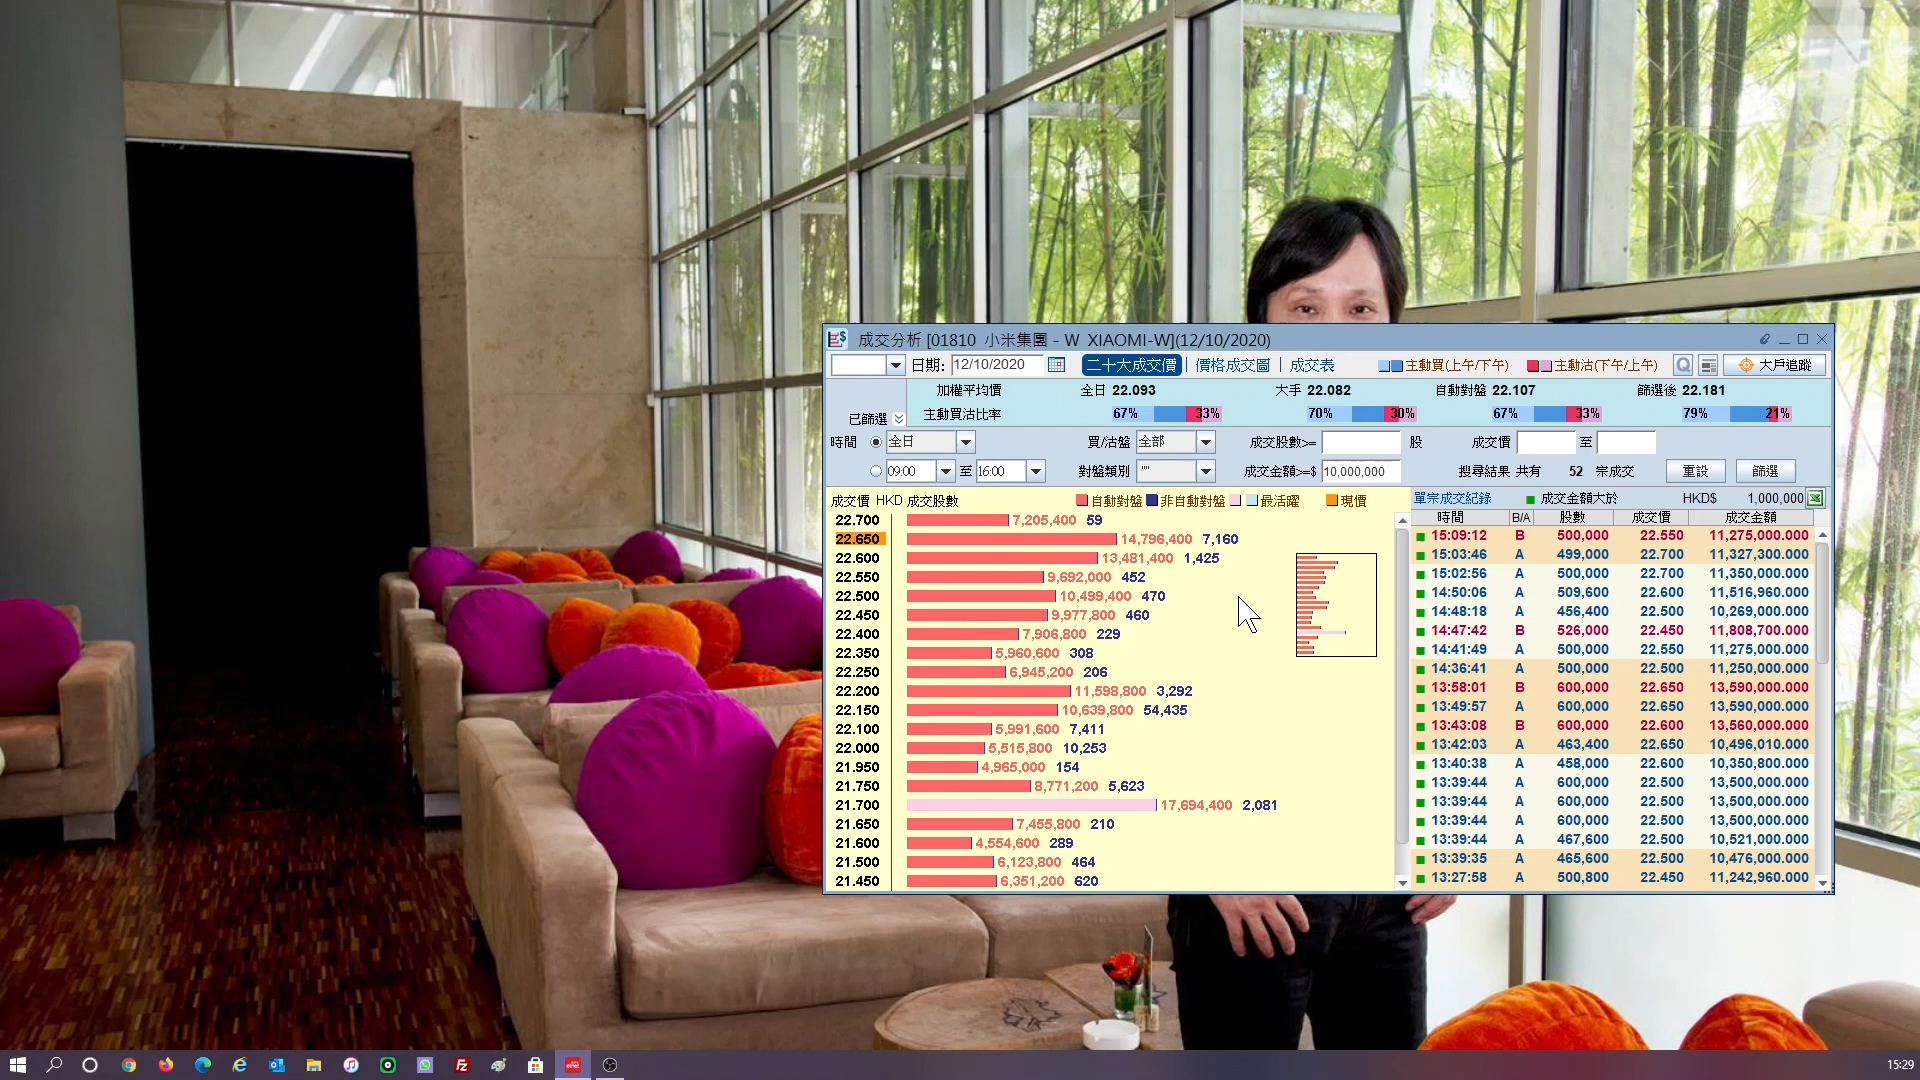 成交分析 [01810 小米集團 - W XIAOMI-W](12/10/2020)
日期: 12/10/2020 二十大成交價 | 價格成交圖 | 成交表 主動買(上午/下午) 主動沽(下午/上午) 大戶追蹤
加權平均價 全日 22.093 大手 22.082 自動對盤 22.107 篩選後 22.181
已篩選 主動買沽比率 67% 33% 70% 30% 67% 33% 79% 21%
時間 全日 買/沽盤 全部 成交股數>= 股 成交價 至
09:00 至 16:00 對盤類別 "" 成交金額>=$ 10,000,000 搜尋結果 共有 52 宗成交 重設 篩選
成交價 HKD 成交股數 自動對盤 非自動對盤 最活躍 現價
22.700 7,205,400 59
22.650 14,796,400 7,160
22.600 13,481,400 1,425
22.550 9,692,000 452
22.500 10,499,400 470
22.450 9,977,800 460
22.400 7,906,800 229
22.350 5,960,600 308
22.250 6,945,200 206
22.200 11,598,800 3,292
22.150 10,639,800 54,435
22.100 5,991,600 7,411
22.000 5,515,800 10,253
21.950 4,965,000 154
21.750 8,771,200 5,623
21.700 17,694,400 2,081
21.650 7,455,800 210
21.600 4,554,600 289
21.500 6,123,800 464
21.450 6,351,200 620
單宗成交紀錄 成交金額大於 HKD$ 1,000,000
時間 B/A 股數 成交價 成交金額
15:09:12 B 500,000 22.550 11,275,000.000
15:03:46 A 499,000 22.700 11,327,300.000
15:02:56 A 500,000 22.700 11,350,000.000
14:50:06 A 509,600 22.600 11,516,960.000
14:48:18 A 456,400 22.500 10,269,000.000
14:47:42 B 526,000 22.450 11,808,700.000
14:41:49 A 500,000 22.550 11,275,000.000
14:36:41 A 500,000 22.500 11,250,000.000
13:58:01 B 600,000 22.650 13,590,000.000
13:49:57 A 600,000 22.650 13,590,000.000
13:43:08 B 600,000 22.600 13,560,000.000
13:42:03 A 463,400 22.650 10,496,010.000
13:40:38 A 458,000 22.600 10,350,800.000
13:39:44 A 600,000 22.500 13,500,000.000
13:39:44 A 600,000 22.500 13,500,000.000
13:39:44 A 600,000 22.500 13,500,000.000
13:39:44 A 467,600 22.500 10,521,000.000
13:39:35 A 465,600 22.500 10,476,000.000
13:27:58 A 500,800 22.450 11,242,960.000
15:29